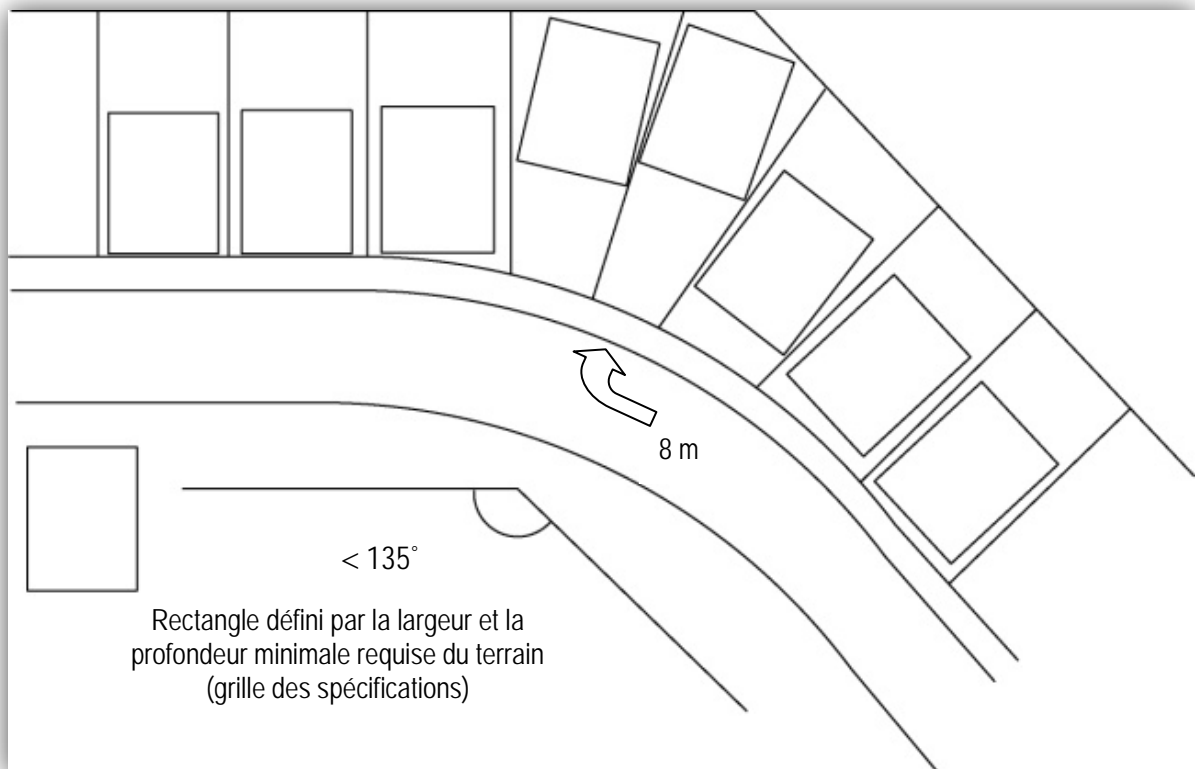 8 m
< 135°
Rectangle défini par la largeur et la
profondeur minimale requise du terrain
(grille des spécifications)